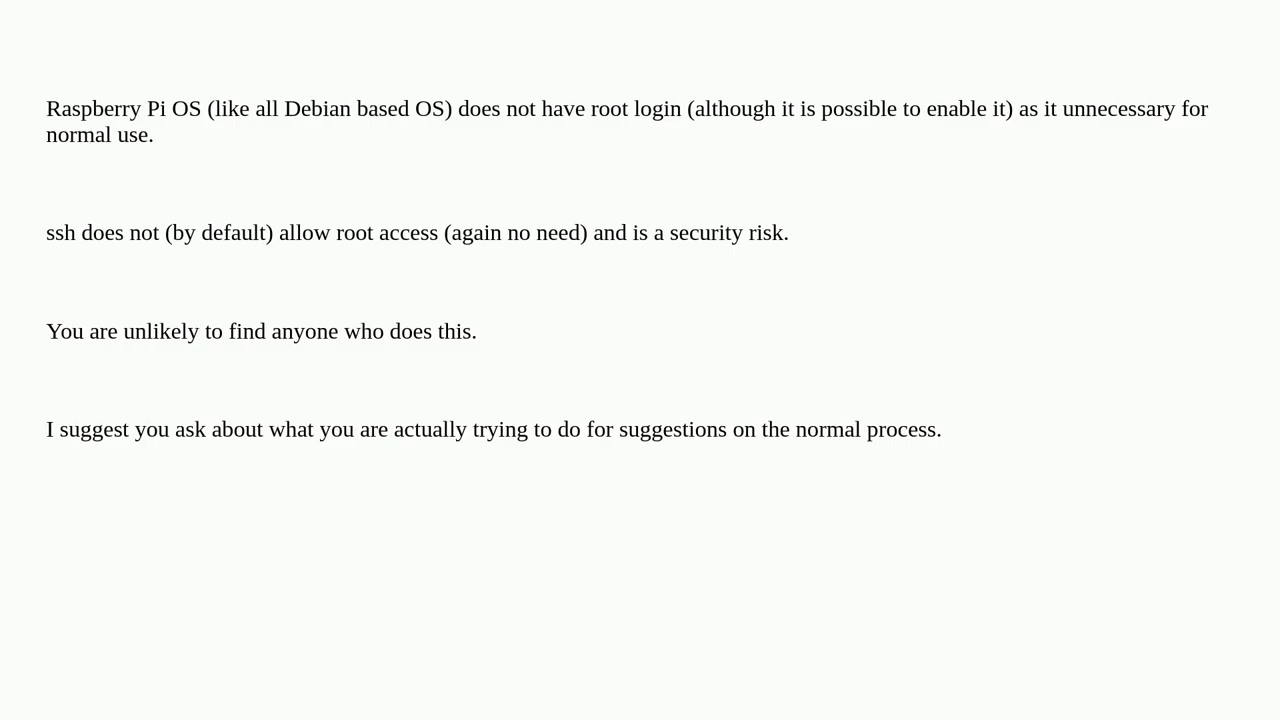 Raspberry Pi OS (like all Debian based OS) does not have root login (although it is possible to enable it) as it unnecessary for
normal use.
ssh does not (by default) allow root access (again no need) and is a security risk.
You are unlikely to find anyone who does this.
I suggest you ask about what you are actually trying to do for suggestions on the normal process.